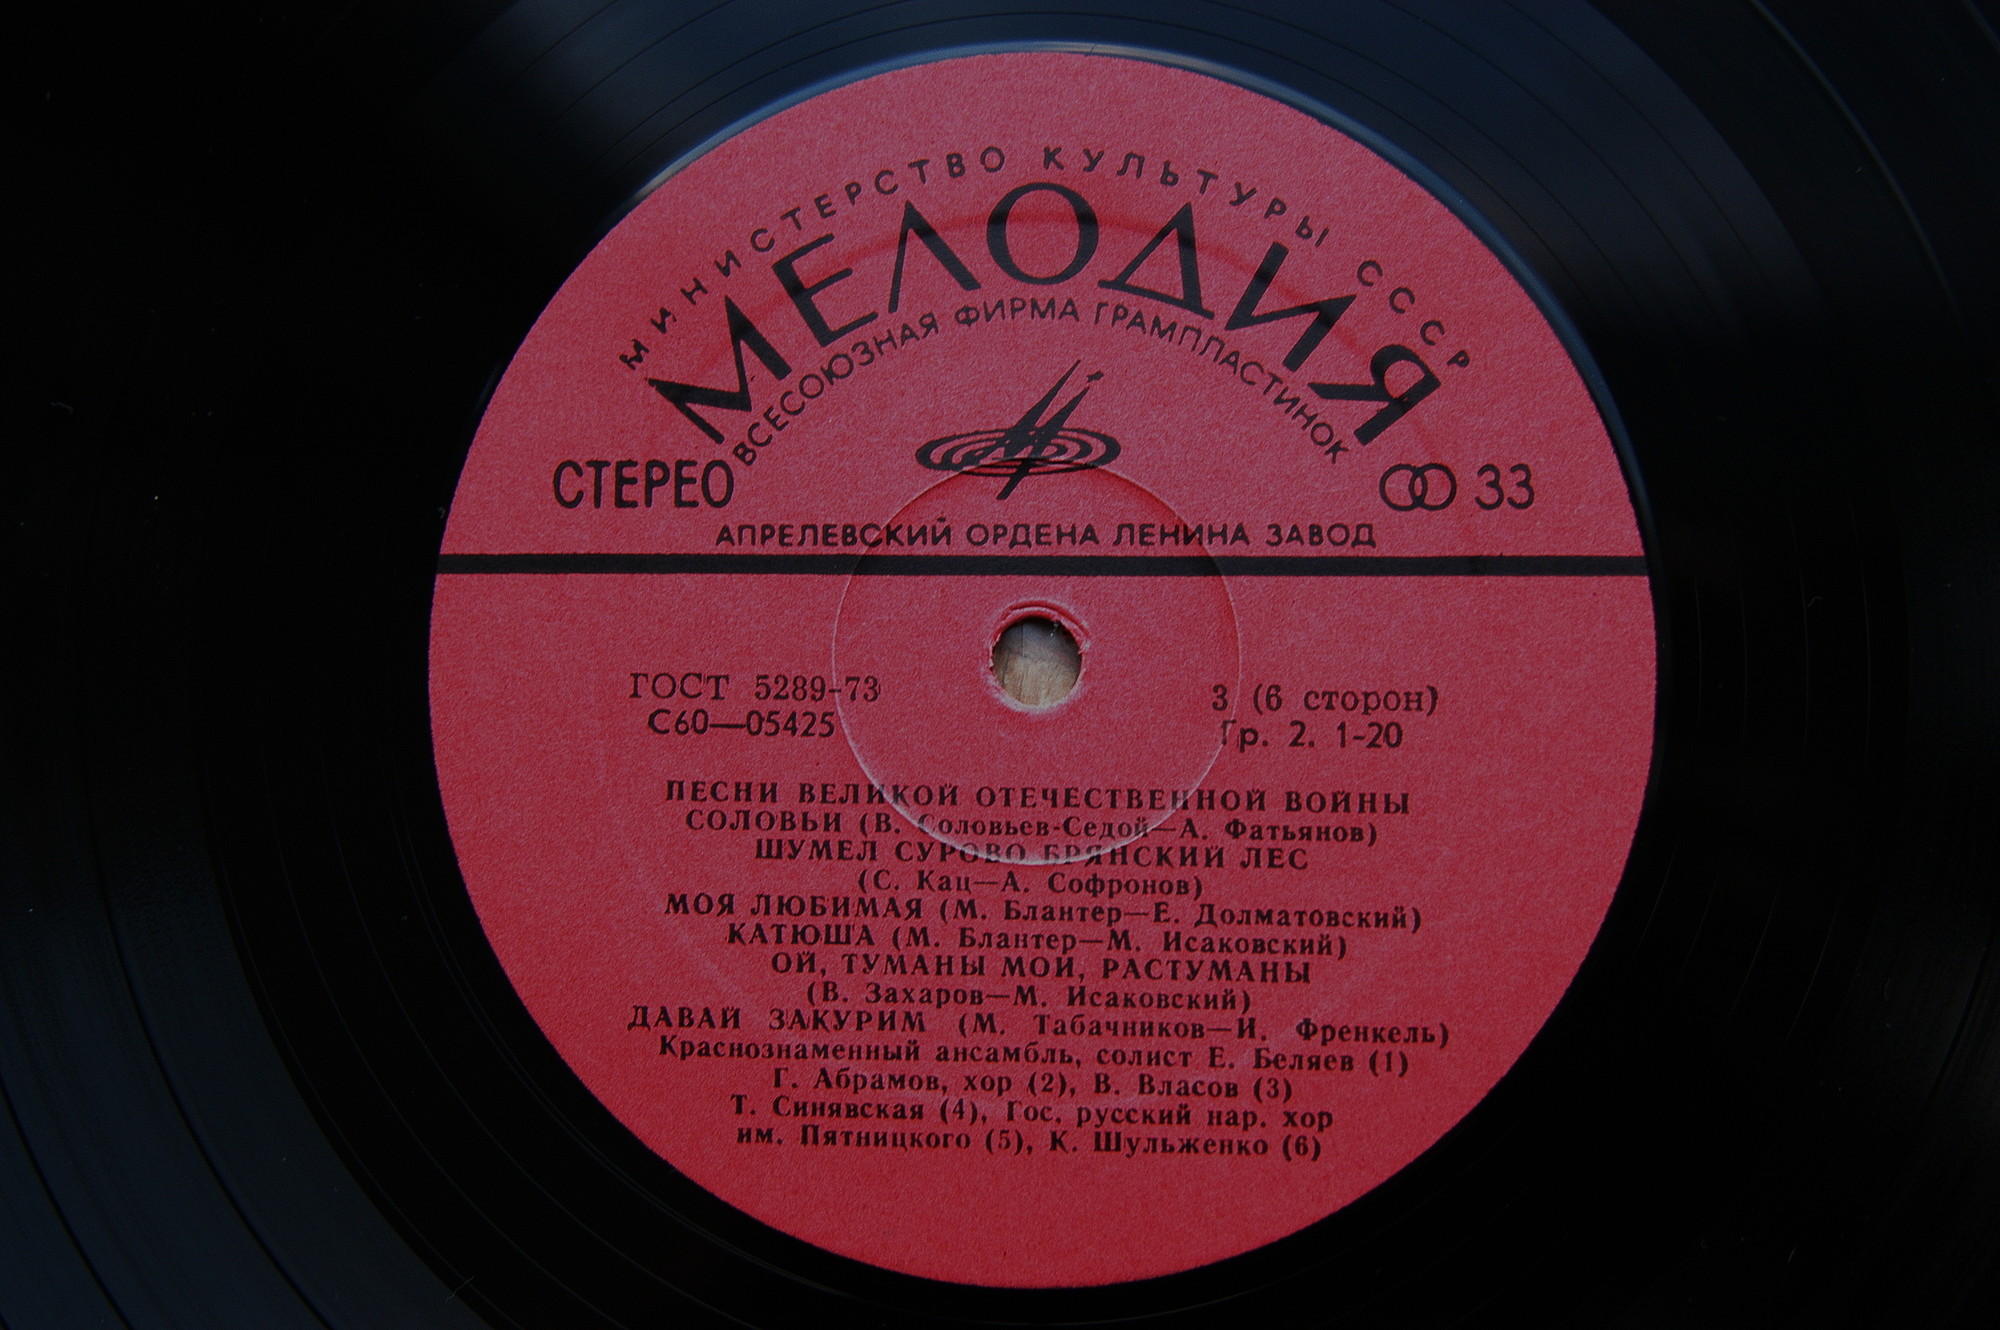 МИНИСТЕРСТВО КУЛЬТУРЫ СССР
МЕЛОДИЯ
ВСЕСОЮЗНАЯ ФИРМА ГРАМПЛАСТИНОК
СТЕРЕО
33
АПРЕЛЕВСКИЙ ОРДЕНА ЛЕНИНА ЗАВОД
ГОСТ 5289-73
С60—05425
3 (6 сторон)
Гр. 2. 1-20
ПЕСНИ ВЕЛИКОЙ ОТЕЧЕСТВЕННОЙ ВОЙНЫ
СОЛОВЬИ (В. Соловьев-Седой—А. Фатьянов)
ШУМЕЛ СУРОВО БРЯНСКИЙ ЛЕС
(С. Кац—А. Софронов)
МОЯ ЛЮБИМАЯ (М. Блантер—Е. Долматовский)
КАТЮША (М. Блантер—М. Исаковский)
ОЙ, ТУМАНЫ МОИ, РАСТУМАНЫ
(В. Захаров—М. Исаковский)
ДАВАЙ ЗАКУРИМ (М. Табачников—И. Френкель)
Краснознаменный ансамбль, солист Е. Беляев (1)
Г. Абрамов, хор (2), В. Власов (3)
Т. Синявская (4), Гос. русский нар. хор
им. Пятницкого (5), К. Шульженко (6)